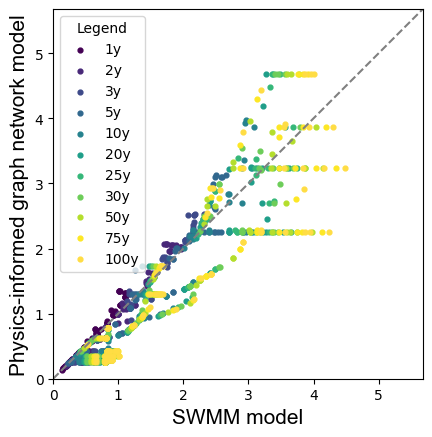 Legend
1y
2y
3y
5y
10y
20y
25y
30y
50y
75y
100y
Physics-informed graph network model
5
4
3
2
1
0
0
1
2
3
4
5
SWMM model